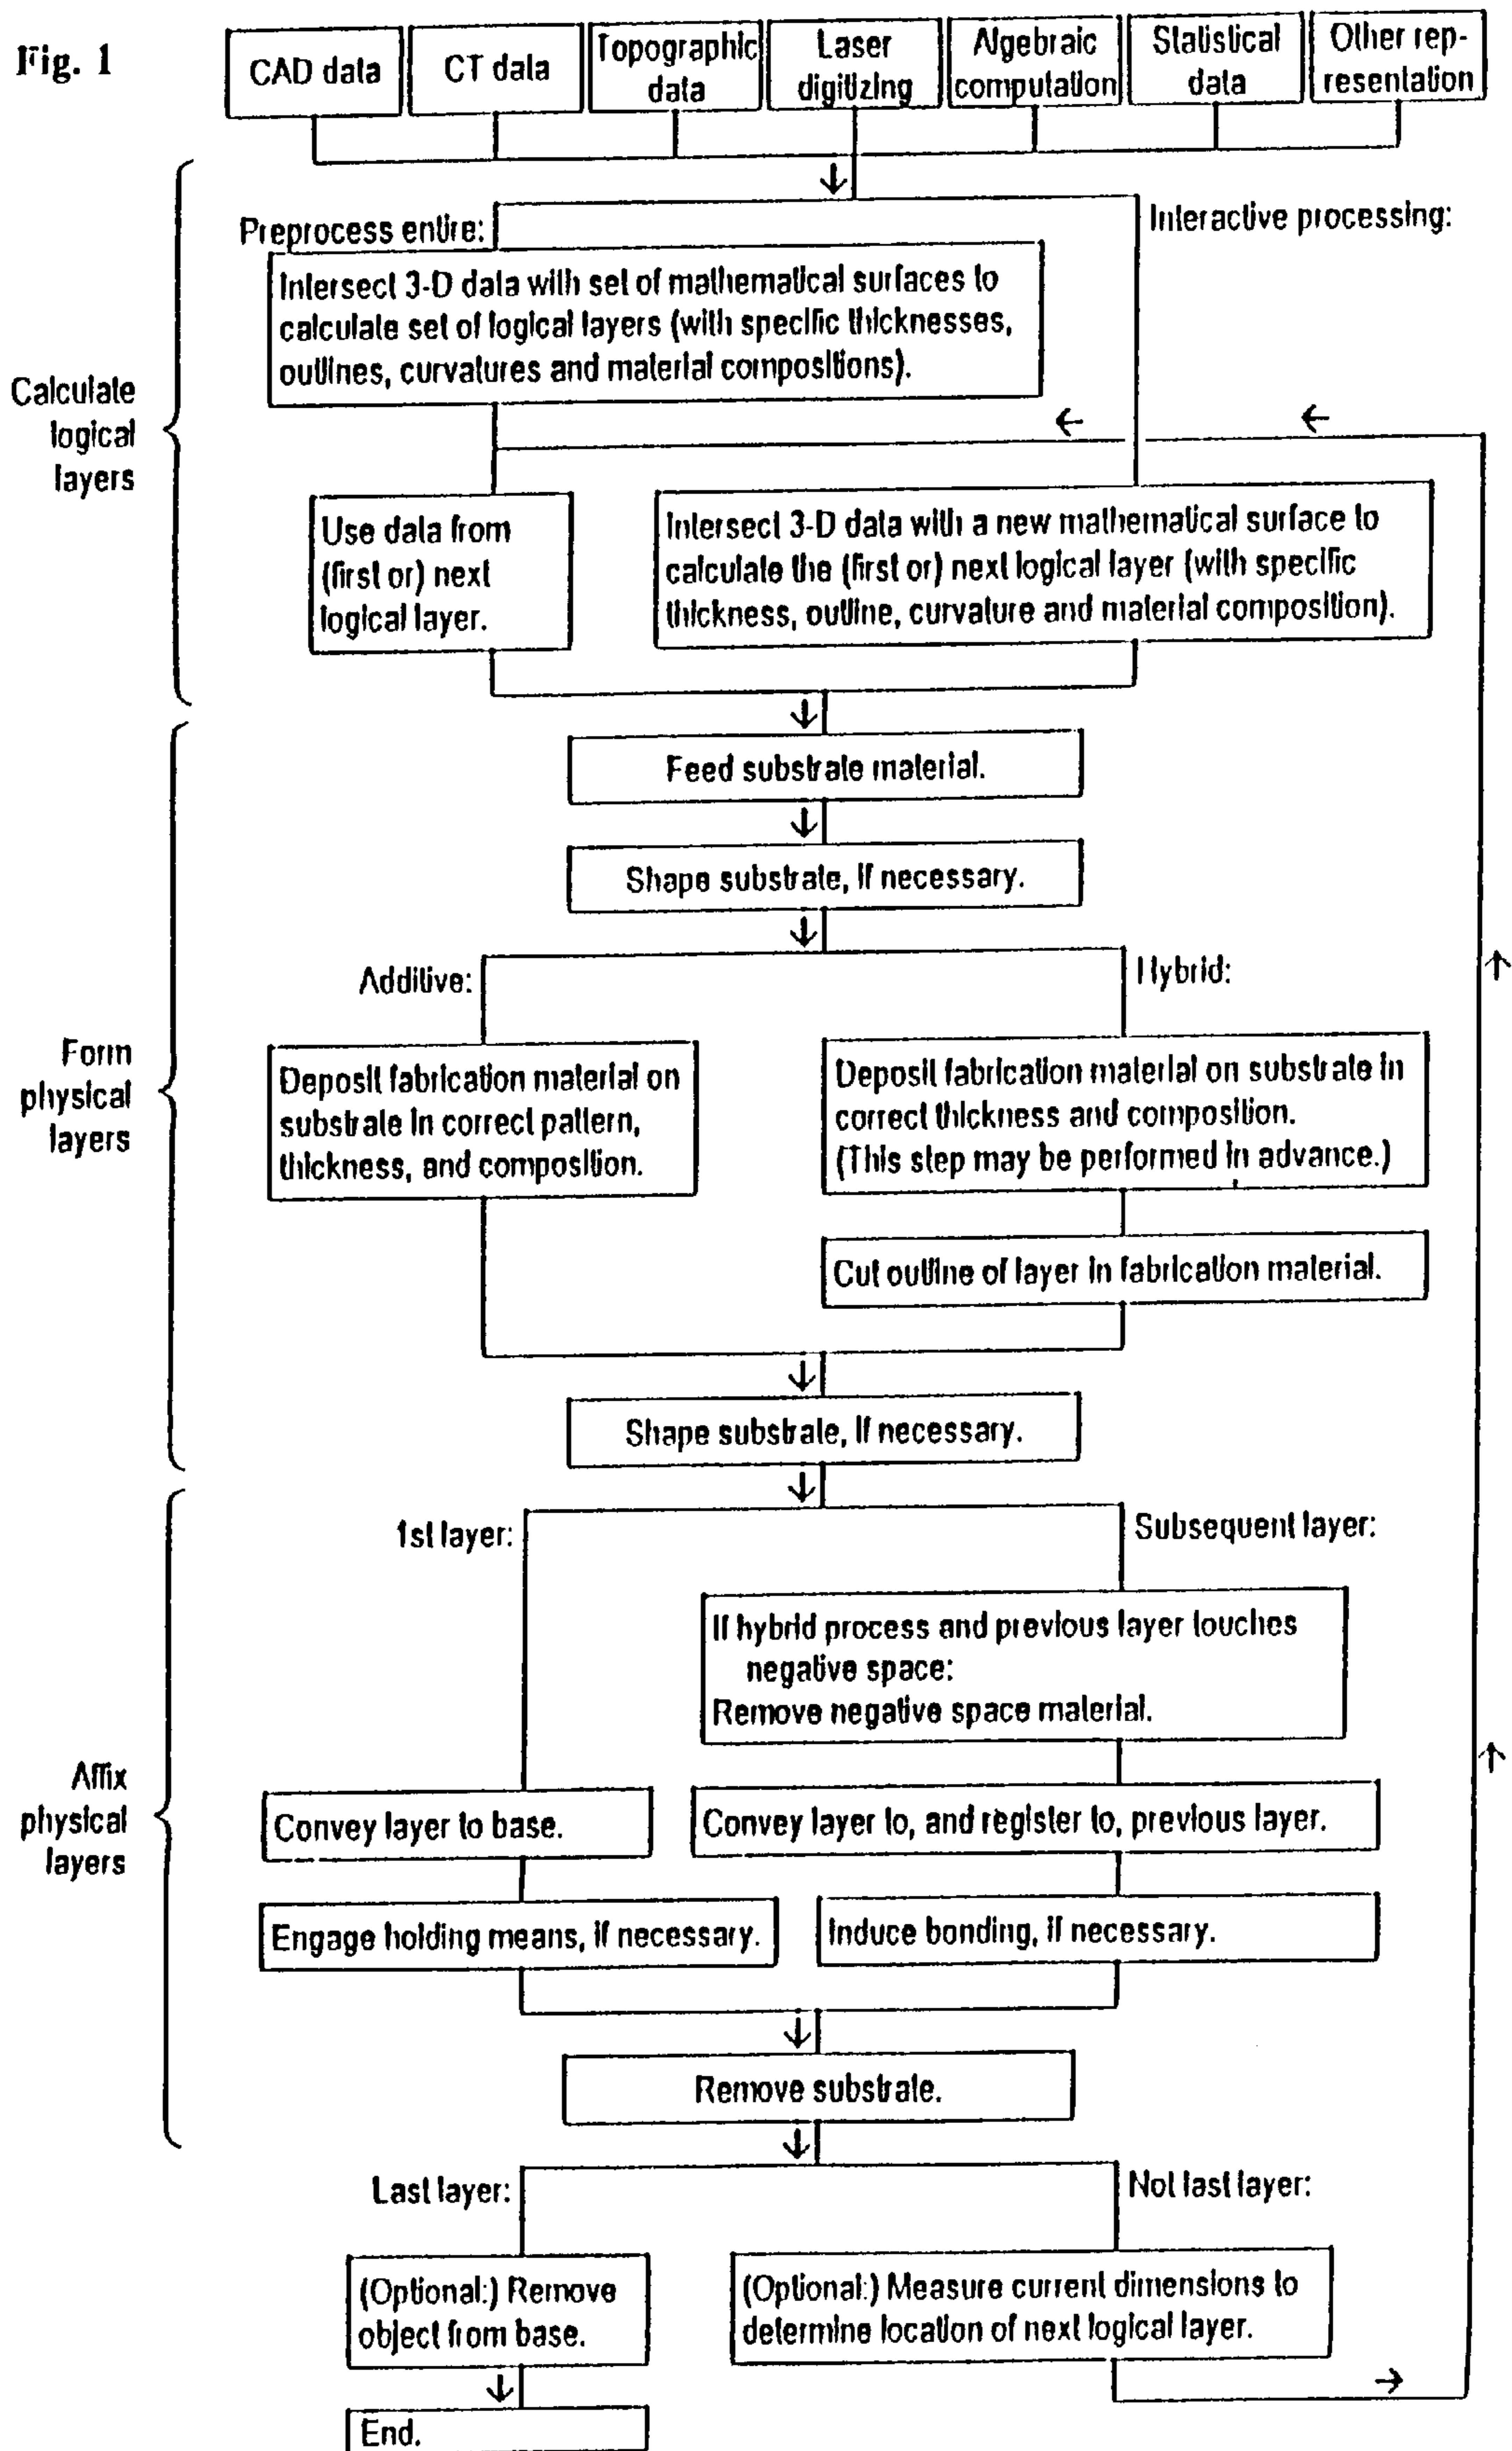 Fig. 1
CAD data
CT data
Topographic
data
Laser
digitizing
Algebraic
computation
Statistical
data
Other rep-
resentation
Calculate
logical
layers
Preprocess entire:
Interactive processing:
Intersect 3-D data with set of mathematical surfaces to
calculate set of logical layers (with specific thicknesses,
outlines, curvatures and material compositions).
Use data from
(first or) next
logical layer.
Intersect 3-D data with a new mathematical surface to
calculate the (first or) next logical layer (with specific
thickness, outline, curvature and material composition).
Form
physical
layers
Feed substrate material.
Shape substrate, if necessary.
Additive:
Hybrid:
Deposit fabrication material on
substrate in correct pattern,
thickness, and composition.
Deposit fabrication material on substrate in
correct thickness and composition.
(This step may be performed in advance.)
Cut outline of layer in fabrication material.
Shape substrate, if necessary.
Affix
physical
layers
1st layer:
Subsequent layer:
If hybrid process and previous layer touches
negative space:
Remove negative space material.
Convey layer to base.
Convey layer to, and register to, previous layer.
Engage holding means, if necessary.
Induce bonding, if necessary.
Remove substrate.
Last layer:
Not last layer:
(Optional:) Remove
object from base.
(Optional:) Measure current dimensions to
determine location of next logical layer.
End.